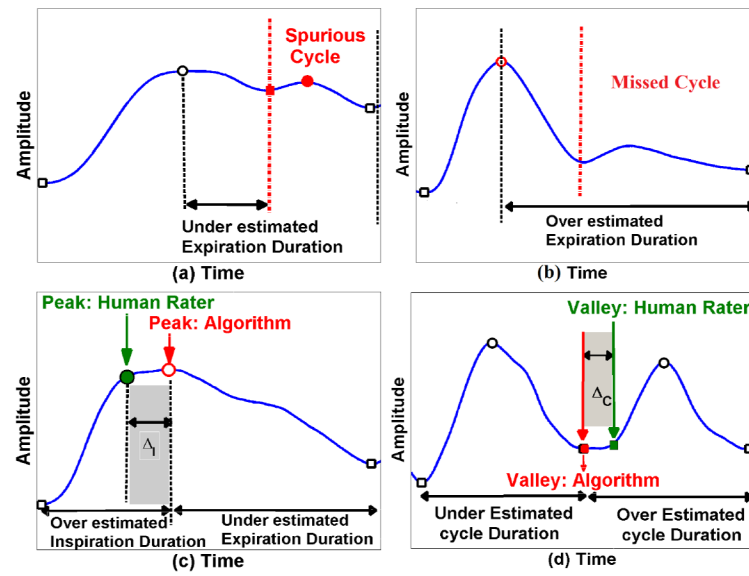 Amplitude
Spurious
Cycle
Under estimated
Expiration Duration
(a) Time
Amplitude
Missed Cycle
Over estimated
Expiration Duration
(b) Time
Peak: Human Rater
Peak: Algorithm
Amplitude
ΔI
Over estimated
Inspiration Duration
Under estimated
Expiration Duration
(c) Time
Valley: Human Rater
Amplitude
ΔC
Valley: Algorithm
Under Estimated
cycle Duration
Over Estimated
cycle Duration
(d) Time